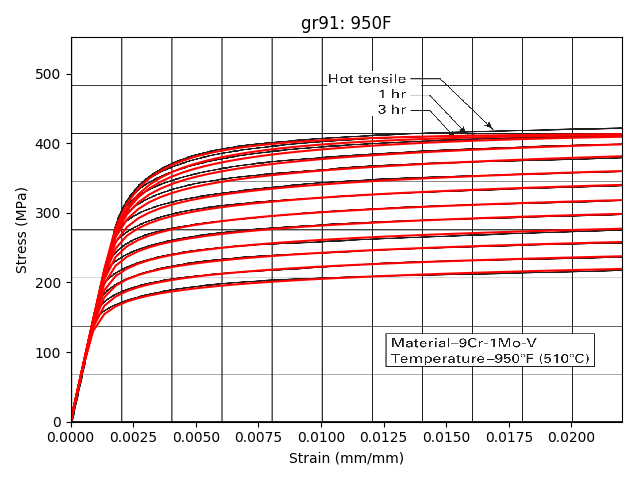 gr91: 950F
500
400
300
200
100
0
Stress (MPa)
Hot tensile
1 hr
3 hr
Material–9Cr-1Mo-V
Temperature–950°F (510°C)
0.0000 0.0025 0.0050 0.0075 0.0100 0.0125 0.0150 0.0175 0.0200
Strain (mm/mm)